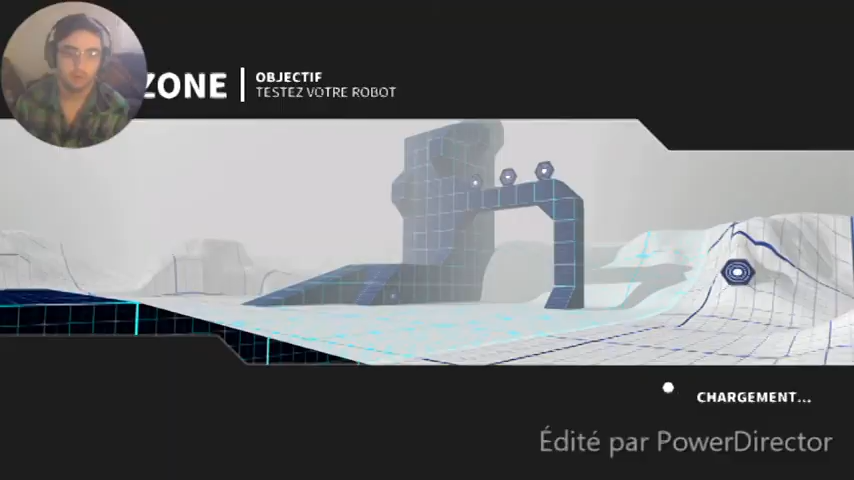 ZONE
OBJECTIF
TESTEZ VOTRE ROBOT
CHARGEMENT...
Édité par PowerDirector